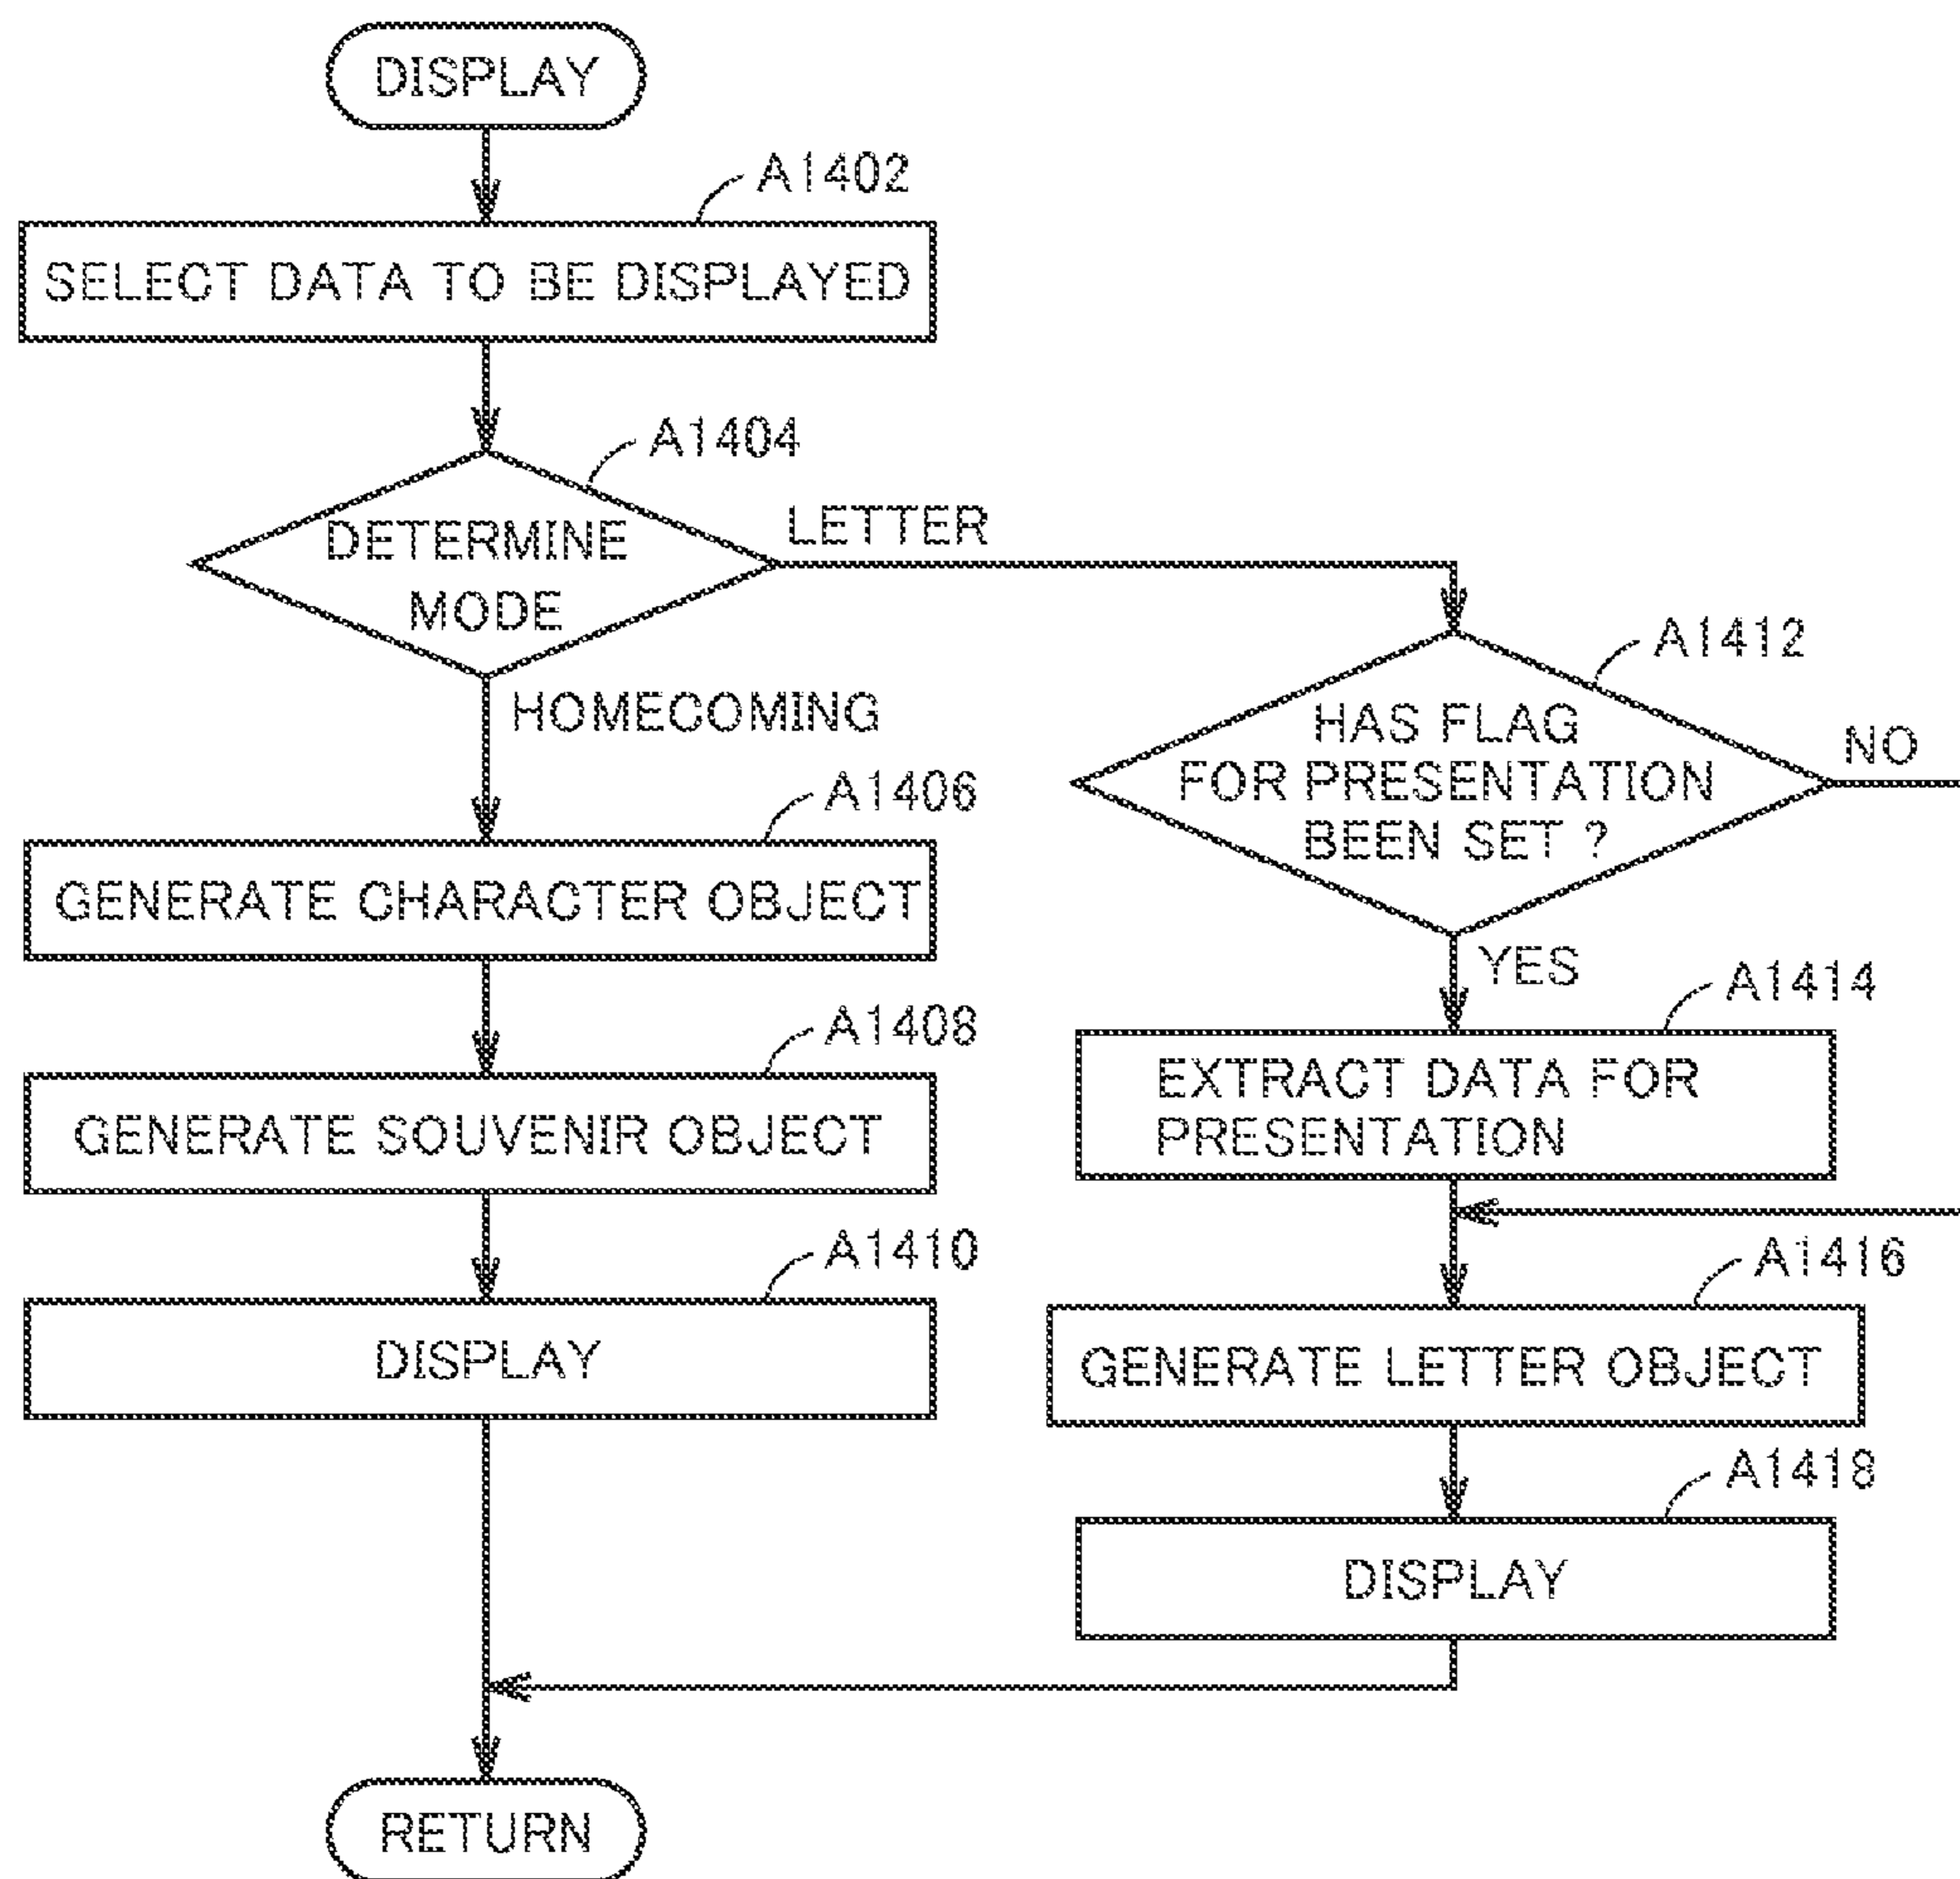 DISPLAY
A1402
SELECT DATA TO BE DISPLAYED
A1404
DETERMINE
MODE
LETTER
HOMECOMING
A1406
GENERATE CHARACTER OBJECT
A1408
GENERATE SOUVENIR OBJECT
A1410
DISPLAY
A1412
HAS FLAG
FOR PRESENTATION
BEEN SET ?
NO
YES
A1414
EXTRACT DATA FOR
PRESENTATION
A1416
GENERATE LETTER OBJECT
A1418
DISPLAY
RETURN